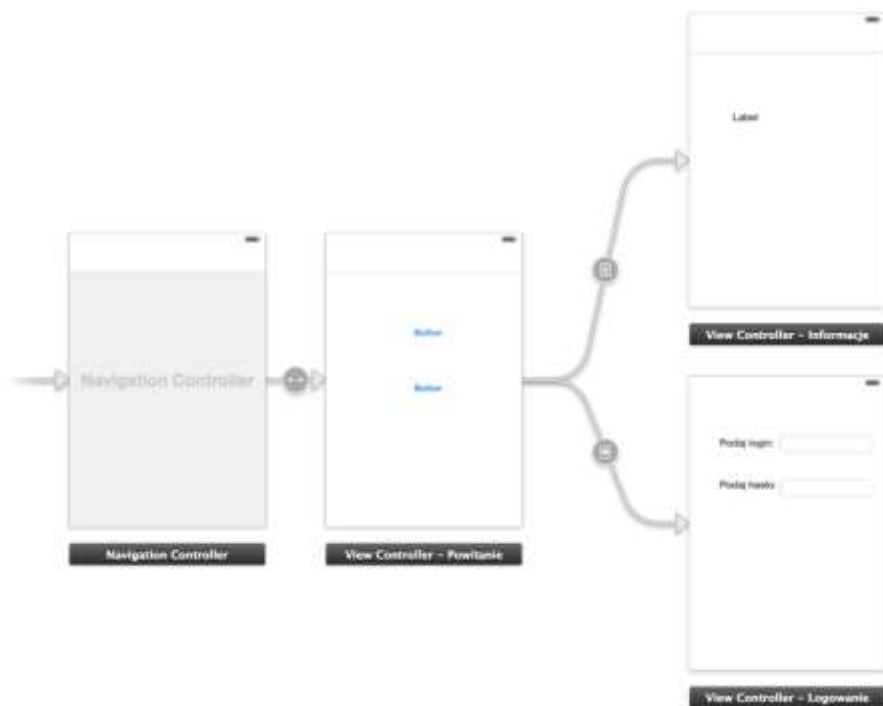 Label
View Controller – Informacje
Navigation Controller
Button
Button
Podaj login:
Podaj hasło
Navigation Controller
View Controller – Powitanie
View Controller – Logowanie